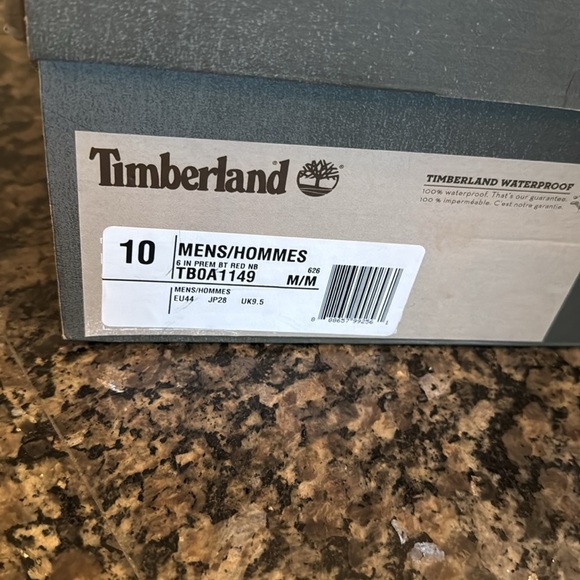 Timberland
TIMBERLAND WATERPROOF
100% waterproof. That's our guarantee.
100 % imperméable. C'est notre garantie.
10
MENS/HOMMES
6 IN PREM BT RED NB 626
TB0A1149 M/M
MENS/HOMMES
EU44 JP28 UK9.5